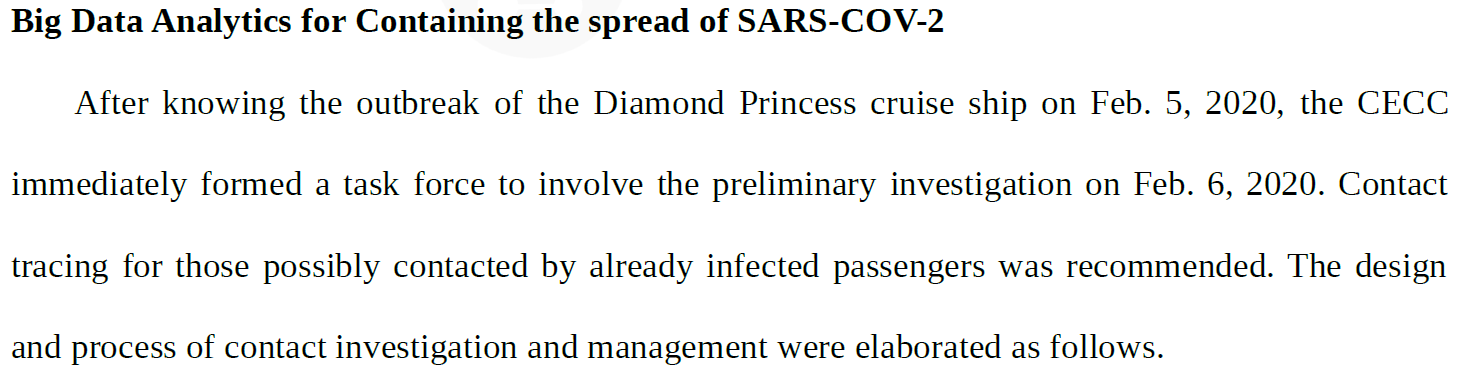 Big Data Analytics for Containing the spread of SARS-COV-2
After knowing the outbreak of the Diamond Princess cruise ship on Feb. 5, 2020, the CECC
immediately formed a task force to involve the preliminary investigation on Feb. 6, 2020. Contact
tracing for those possibly contacted by already infected passengers was recommended. The design
and process of contact investigation and management were elaborated as follows.